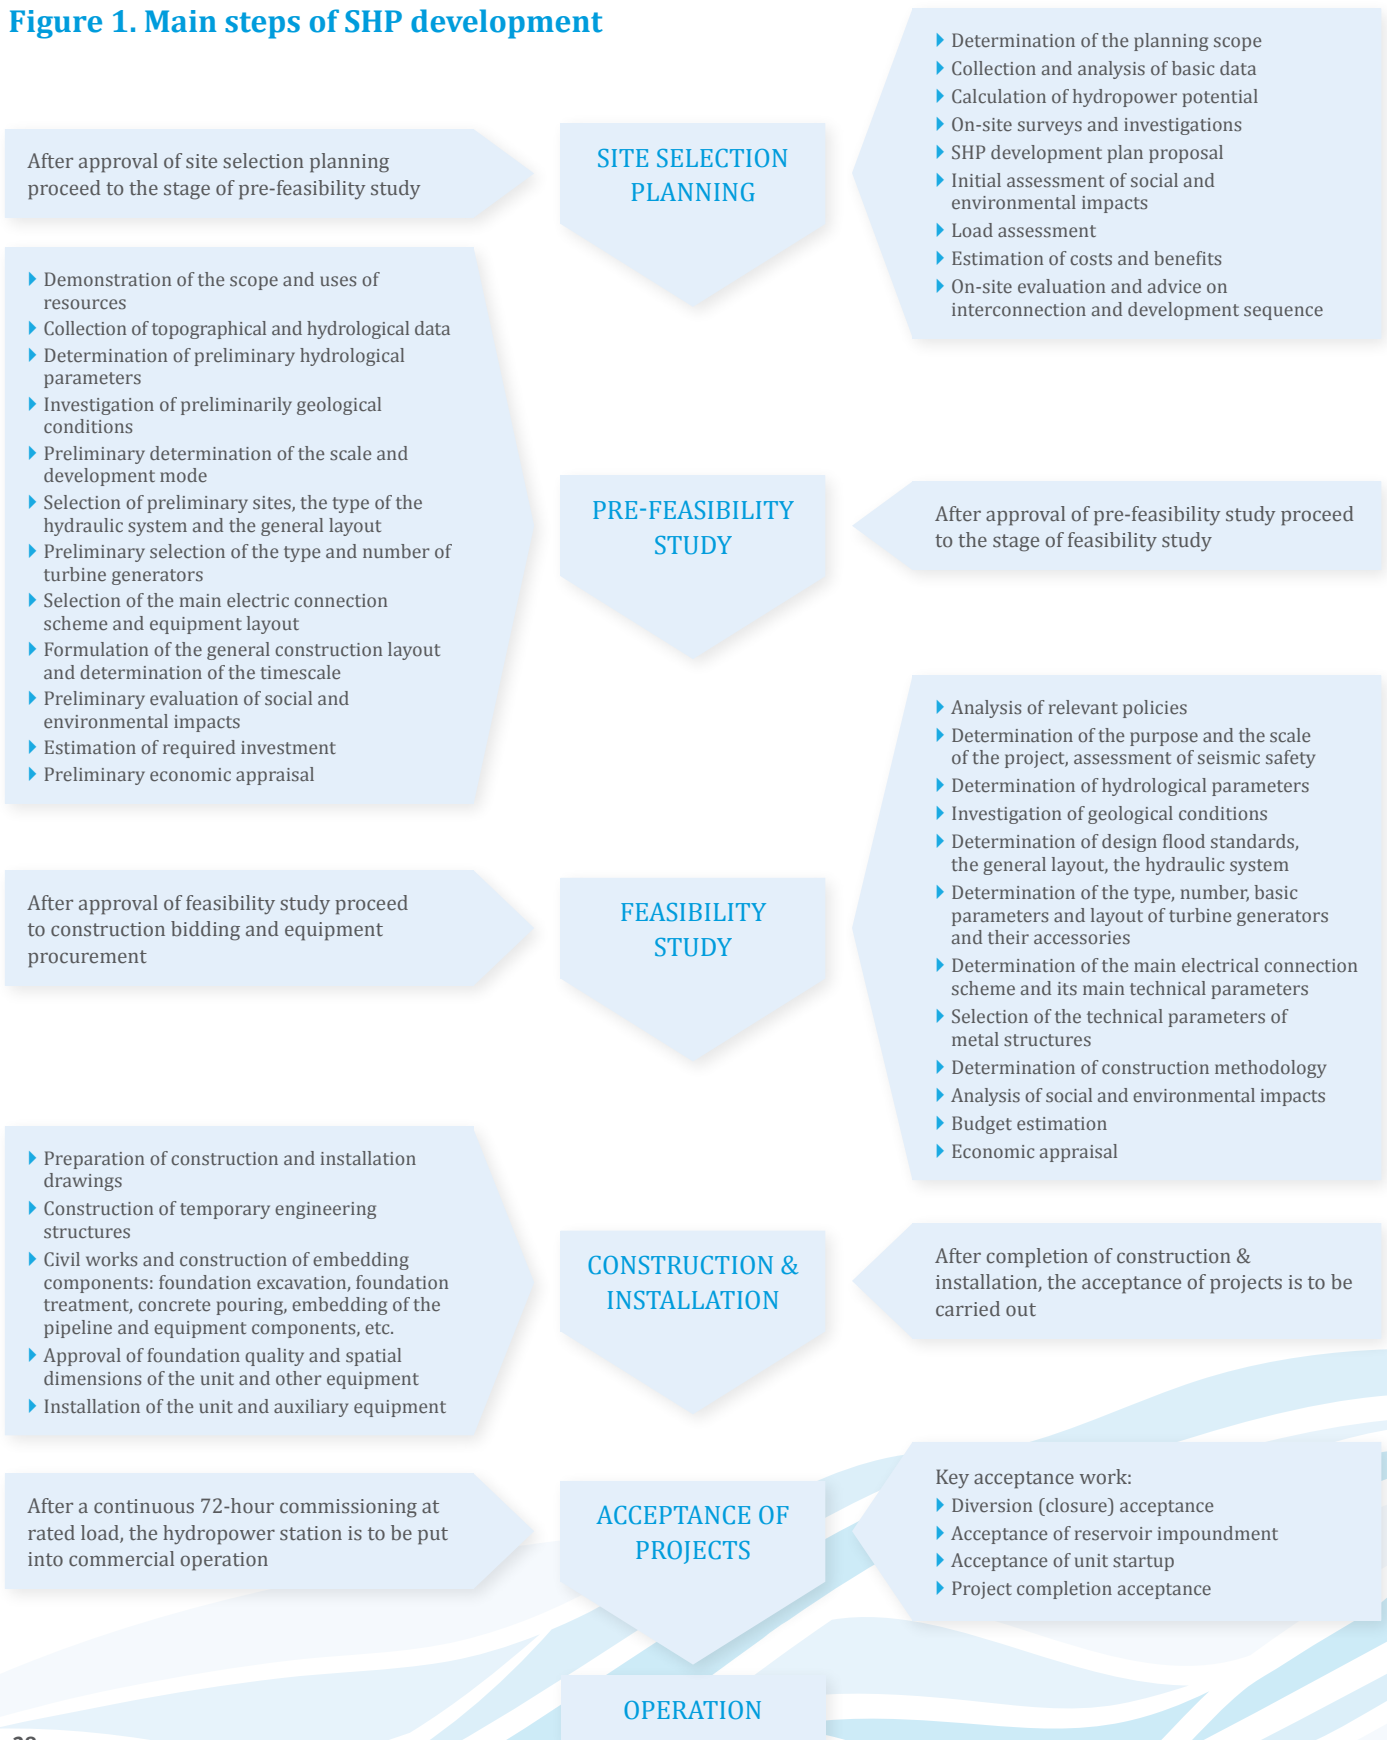 Figure 1. Main steps of SHP development
After approval of site selection planning
proceed to the stage of pre-feasibility study
SITE SELECTION
PLANNING
Determination of the planning scope
Collection and analysis of basic data
Calculation of hydropower potential
On-site surveys and investigations
SHP development plan proposal
Initial assessment of social and
environmental impacts
Load assessment
Estimation of costs and benefits
On-site evaluation and advice on
interconnection and development sequence
Demonstration of the scope and uses of
resources
Collection of topographical and hydrological data
Determination of preliminary hydrological
parameters
Investigation of preliminarily geological
conditions
Preliminary determination of the scale and
development mode
Selection of preliminary sites, the type of the
hydraulic system and the general layout
Preliminary selection of the type and number of
turbine generators
Selection of the main electric connection
scheme and equipment layout
Formulation of the general construction layout
and determination of the timescale
Preliminary evaluation of social and
environmental impacts
Estimation of required investment
Preliminary economic appraisal
PRE-FEASIBILITY
STUDY
After approval of pre-feasibility study proceed
to the stage of feasibility study
After approval of feasibility study proceed
to construction bidding and equipment
procurement
FEASIBILITY
STUDY
Analysis of relevant policies
Determination of the purpose and the scale
of the project, assessment of seismic safety
Determination of hydrological parameters
Investigation of geological conditions
Determination of design flood standards,
the general layout, the hydraulic system
Determination of the type, number, basic
parameters and layout of turbine generators
and their accessories
Determination of the main electrical connection
scheme and its main technical parameters
Selection of the technical parameters of
metal structures
Determination of construction methodology
Analysis of social and environmental impacts
Budget estimation
Economic appraisal
Preparation of construction and installation
drawings
Construction of temporary engineering
structures
Civil works and construction of embedding
components: foundation excavation, foundation
treatment, concrete pouring, embedding of the
pipeline and equipment components, etc.
Approval of foundation quality and spatial
dimensions of the unit and other equipment
Installation of the unit and auxiliary equipment
CONSTRUCTION &
INSTALLATION
After completion of construction &
installation, the acceptance of projects is to be
carried out
After a continuous 72-hour commissioning at
rated load, the hydropower station is to be put
into commercial operation
ACCEPTANCE OF
PROJECTS
Key acceptance work:
Diversion (closure) acceptance
Acceptance of reservoir impoundment
Acceptance of unit startup
Project completion acceptance
OPERATION